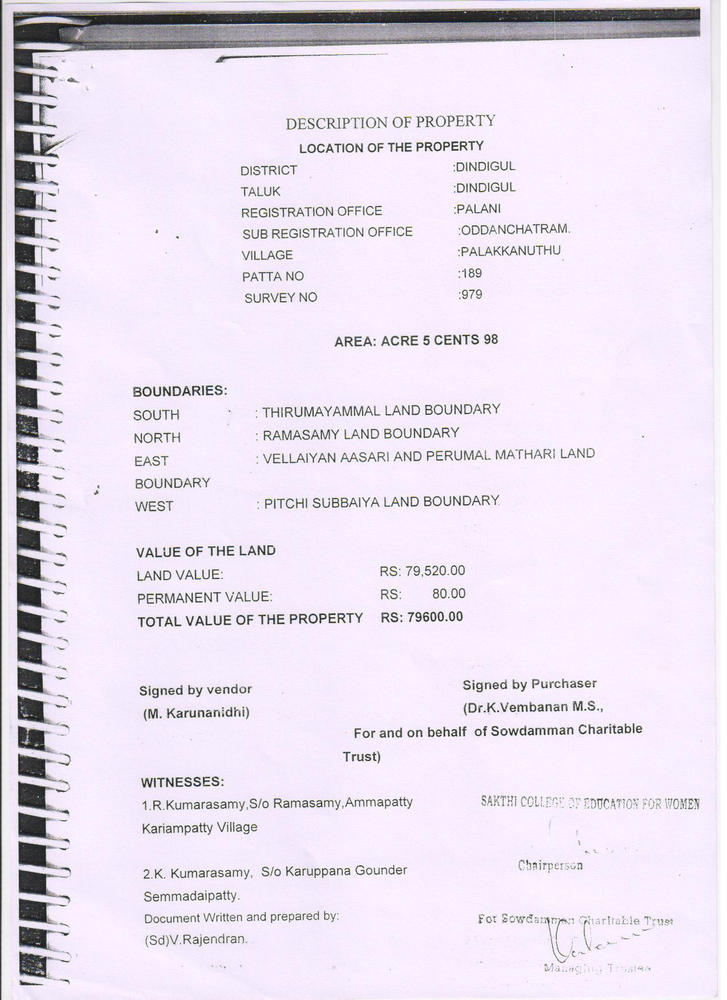 DESCRIPTION OF PROPERTY
LOCATION OF THE PROPERTY
DISTRICT :DINDIGUL
TALUK :DINDIGUL
REGISTRATION OFFICE :PALANI
SUB REGISTRATION OFFICE :ODDANCHATRAM.
VILLAGE :PALAKKANUTHU
PATTA NO :189
SURVEY NO :979
AREA: ACRE 5 CENTS 98
BOUNDARIES:
SOUTH : THIRUMAYAMMAL LAND BOUNDARY
NORTH : RAMASAMY LAND BOUNDARY
EAST : VELLAIYAN AASARI AND PERUMAL MATHARI LAND
BOUNDARY
WEST : PITCHI SUBBAIYA LAND BOUNDARY
VALUE OF THE LAND
LAND VALUE: RS: 79,520.00
PERMANENT VALUE: RS: 80.00
TOTAL VALUE OF THE PROPERTY RS: 79600.00
Signed by vendor Signed by Purchaser
(M. Karunanidhi) (Dr.K.Vembanan M.S.,
For and on behalf of Sowdamman Charitable
Trust)
WITNESSES:
1.R.Kumarasamy,S/o Ramasamy,Ammapatty
Kariampatty Village
SAKTHI COLLEGE OF EDUCATION FOR WOMEN
Chairperson
2.K. Kumarasamy, S/o Karuppana Gounder
Semmadaipatty.
Document Written and prepared by:
(Sd)V.Rajendran.
For Sowdamman Charitable Trust
Managing Trustee